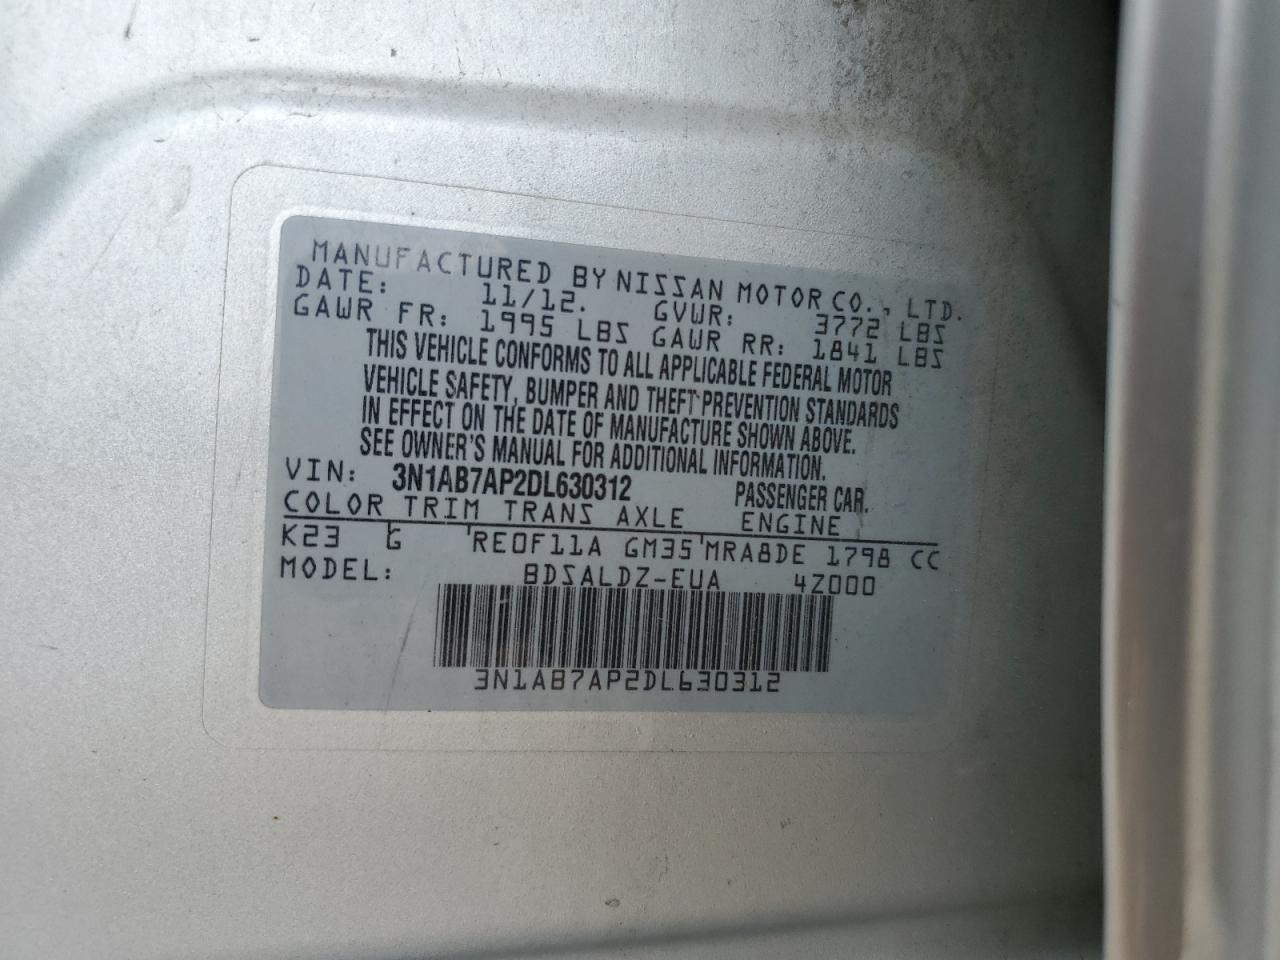 MANUFACTURED BY NISSAN MOTOR CO., LTD.
DATE: 11/12. GVWR: 3772 LBS
GAWR FR: 1995 LBS GAWR RR: 1841 LBS
THIS VEHICLE CONFORMS TO ALL APPLICABLE FEDERAL MOTOR
VEHICLE SAFETY, BUMPER AND THEFT PREVENTION STANDARDS
IN EFFECT ON THE DATE OF MANUFACTURE SHOWN ABOVE.
SEE OWNER'S MANUAL FOR ADDITIONAL INFORMATION.
VIN: 3N1AB7AP2DL630312 PASSENGER CAR.
COLOR TRIM TRANS AXLE ENGINE
K23 G RE0F11A GM35 MRA8DE 1798 CC
MODEL: BDSALDZ-EUA 4Z000
3N1AB7AP2DL630312